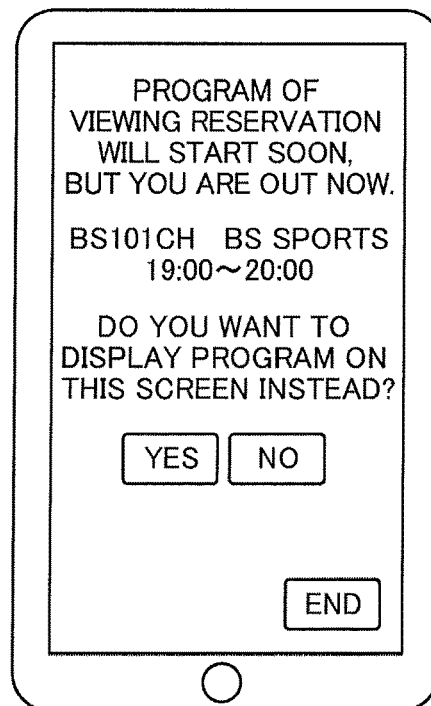 PROGRAM OF
VIEWING RESERVATION
WILL START SOON,
BUT YOU ARE OUT NOW.
BS101CH BS SPORTS
19:00～20:00
DO YOU WANT TO
DISPLAY PROGRAM ON
THIS SCREEN INSTEAD?
YES NO
END